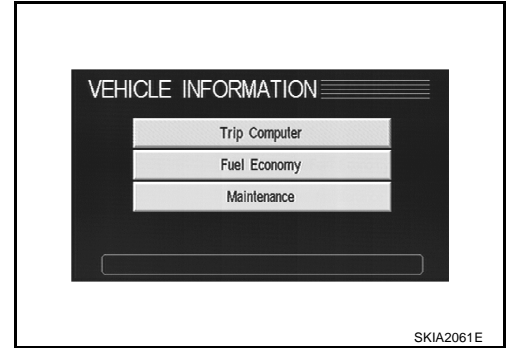 VEHICLE INFORMATION
Trip Computer
Fuel Economy
Maintenance
SKIA2061E